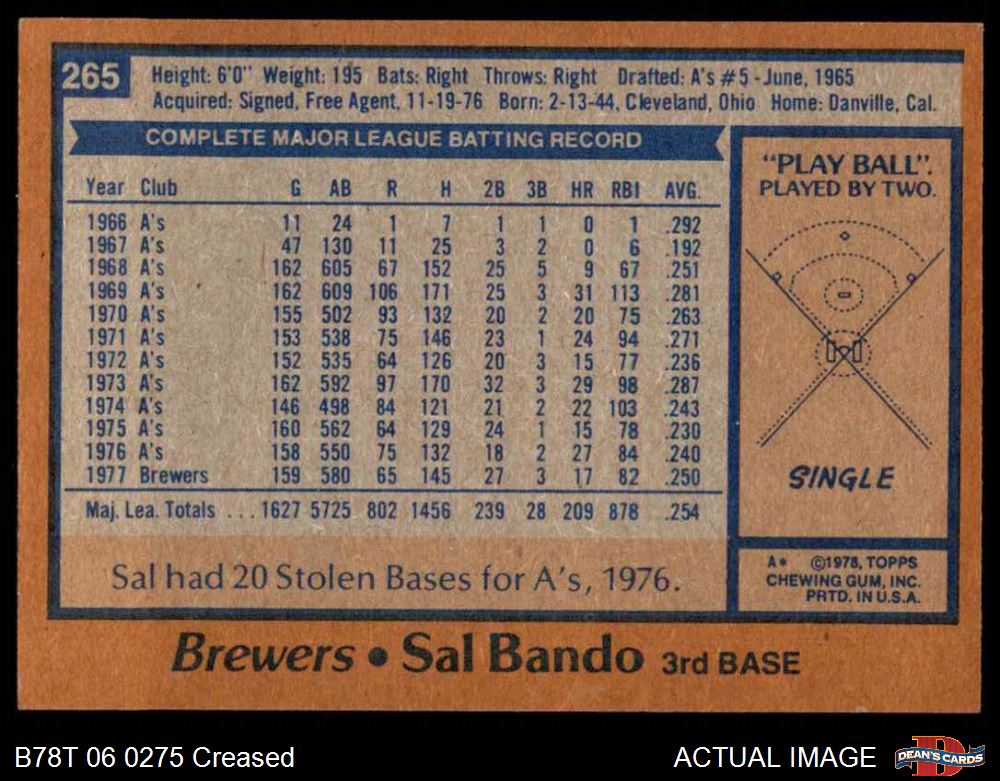 265
Height: 6'0" Weight: 195 Bats: Right Throws: Right Drafted: A's #5 - June, 1965
Acquired: Signed, Free Agent, 11-19-76 Born: 2-13-44, Cleveland, Ohio Home: Danville, Cal.
COMPLETE MAJOR LEAGUE BATTING RECORD
Year Club G AB R H 2B 3B HR RBI AVG.
1966 A's 11 24 1 7 1 1 0 1 .292
1967 A's 47 130 11 25 3 2 0 6 .192
1968 A's 162 605 67 152 25 5 9 67 .251
1969 A's 162 609 106 171 25 3 31 113 .281
1970 A's 155 502 93 132 20 2 20 75 .263
1971 A's 153 538 75 146 23 1 24 94 .271
1972 A's 152 535 64 126 20 3 15 77 .236
1973 A's 162 592 97 170 32 3 29 98 .287
1974 A's 146 498 84 121 21 2 22 103 .243
1975 A's 160 562 64 129 24 1 15 78 .230
1976 A's 158 550 75 132 18 2 27 84 .240
1977 Brewers 159 580 65 145 27 3 17 82 .250
Maj. Lea. Totals ... 1627 5725 802 1456 239 28 209 878 .254
Sal had 20 Stolen Bases for A's, 1976.
"PLAY BALL".
PLAYED BY TWO.
SINGLE
A* ©1978, TOPPS
CHEWING GUM, INC.
PRTD. IN U.S.A.
Brewers • Sal Bando 3rd BASE
B78T 06 0275 Creased
ACTUAL IMAGE
D
DEAN'S CARDS